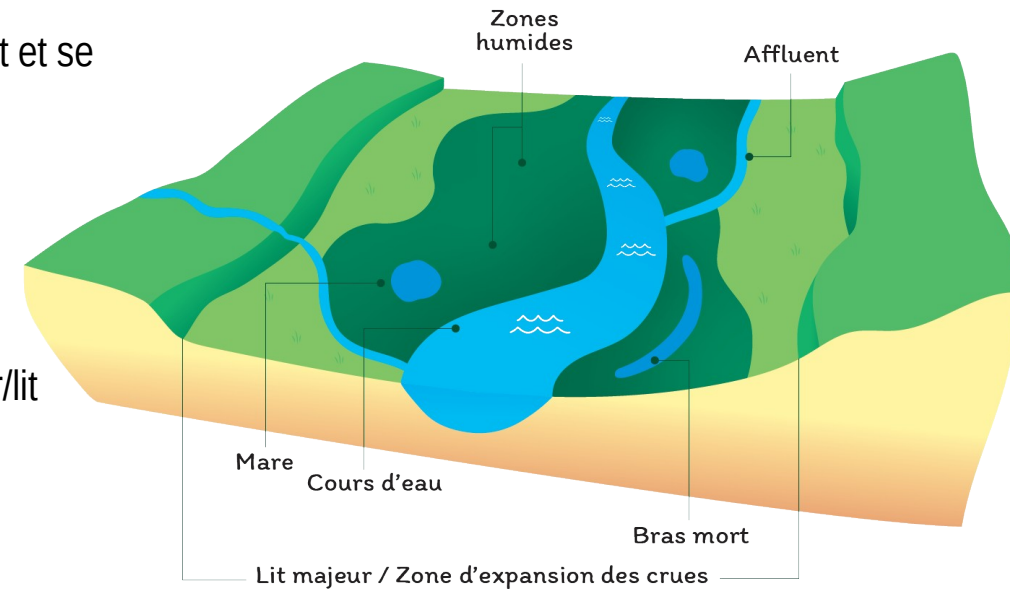 t et se
Zones
humides
Affluent
/lit
Mare
Cours d'eau
Bras mort
Lit majeur / Zone d'expansion des crues